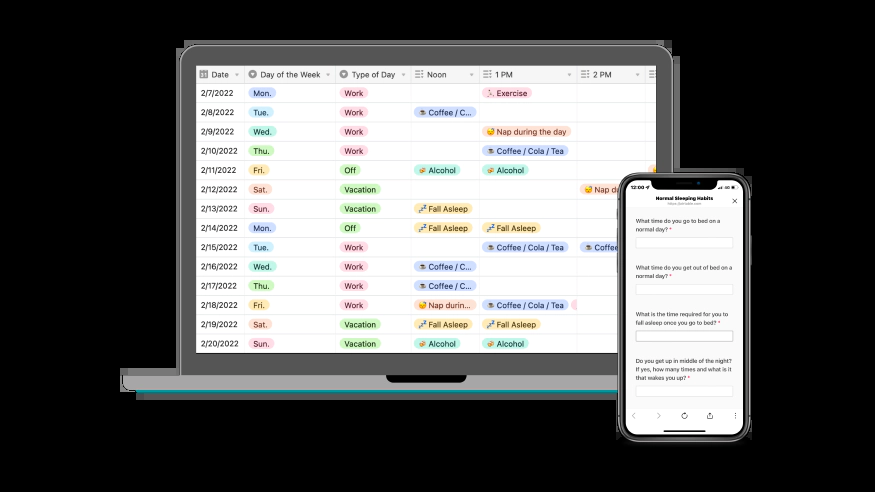 Date Day of the Week Type of Day Noon 1 PM 2 PM
2/7/2022 Mon. Work Exercise
2/8/2022 Tue. Work Coffee / C...
2/9/2022 Wed. Work Nap during the day
2/10/2022 Thu. Work Coffee / Cola / Tea
2/11/2022 Fri. Off Alcohol Alcohol
2/12/2022 Sat. Vacation Nap
2/13/2022 Sun. Vacation Fall Asleep
2/14/2022 Mon. Off Fall Asleep Fall Asleep
2/15/2022 Tue. Work Coffee / Cola / Tea Coffee
2/16/2022 Wed. Work Coffee / C...
2/17/2022 Thu. Work Coffee / C...
2/18/2022 Fri. Work Nap durin... Coffee / Cola / Tea
2/19/2022 Sat. Vacation Fall Asleep Fall Asleep
2/20/2022 Sun. Vacation Alcohol Alcohol
12:00 4G
Normal Sleeping Habits
What time do you go to bed on a
normal day? *
What time do you get out of bed on a
normal day? *
What is the time required for you to
fall asleep once you go to bed? *
Do you get up in middle of the night?
If yes, how many times and what is it
that wakes you up? *